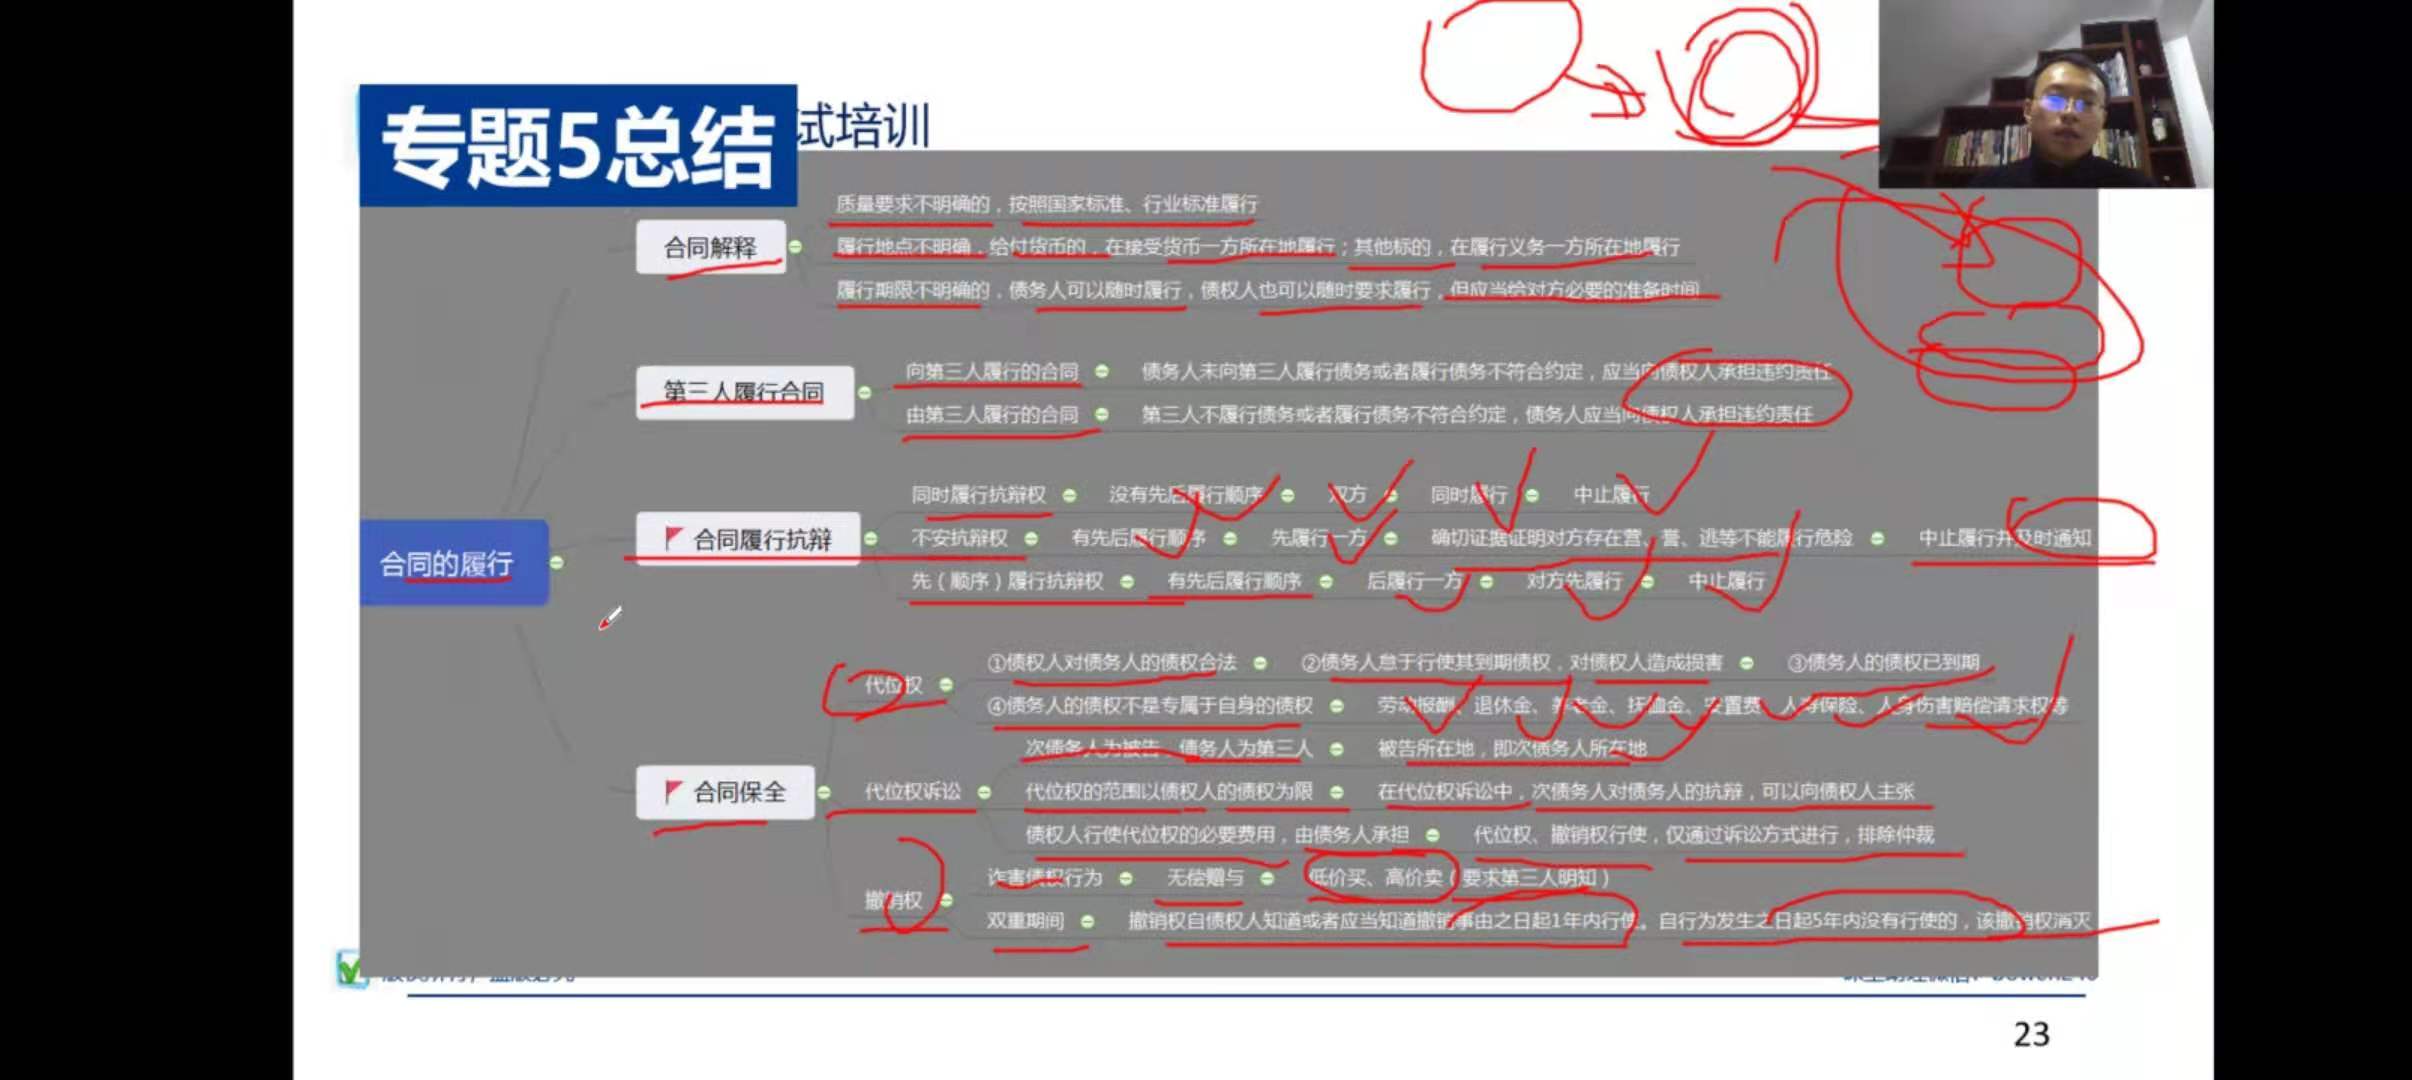 专题5总结
试培训
合同的履行
合同解释
质量要求不明确的，按照国家标准、行业标准履行
履行地点不明确，给付货币的，在接受货币一方所在地履行；其他标的，在履行义务一方所在地履行
履行期限不明确的，债务人可以随时履行，债权人也可以随时要求履行，但应当给对方必要的准备时间
第三人履行合同
向第三人履行的合同 债务人未向第三人履行债务或者履行债务不符合约定，应当向债权人承担违约责任
由第三人履行的合同 第三人不履行债务或者履行债务不符合约定，债务人应当向债权人承担违约责任
合同履行抗辩
同时履行抗辩权 没有先后履行顺序 双方 同时履行 中止履行
不安抗辩权 有先后履行顺序 先履行一方 确切证据证明对方存在营、誉、逃等不能履行危险 中止履行并及时通知
先（顺序）履行抗辩权 有先后履行顺序 后履行一方 对方先履行 中止履行
合同保全
代位权
①债权人对债务人的债权合法 ②债务人怠于行使其到期债权，对债权人造成损害 ③债务人的债权已到期
④债务人的债权不是专属于自身的债权 劳动报酬、退休金、养老金、抚恤金、安置费、人寿保险、人身伤害赔偿请求权等
代位权诉讼
次债务人为被告，债务人为第三人 被告所在地，即次债务人所在地
代位权的范围以债权人的债权为限 在代位权诉讼中，次债务人对债务人的抗辩，可以向债权人主张
债权人行使代位权的必要费用，由债务人承担 代位权、撤销权行使，仅通过诉讼方式进行，排除仲裁
撤销权
诈害债权行为 无偿赠与 低价买、高价卖（要求第三人明知）
双重期间 撤销权自债权人知道或者应当知道撤销事由之日起1年内行使。自行为发生之日起5年内没有行使的，该撤销权消灭
23